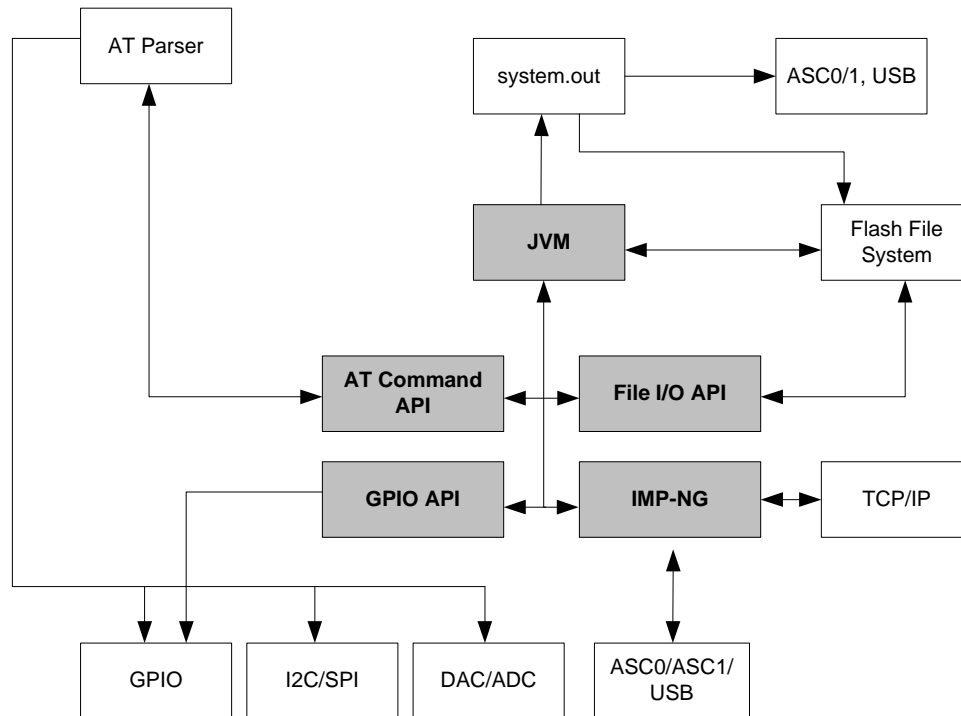 AT Parser
system.out
ASC0/1, USB
JVM
Flash File
System
AT Command
API
File I/O API
GPIO API
IMP-NG
TCP/IP
GPIO
I2C/SPI
DAC/ADC
ASC0/ASC1/
USB